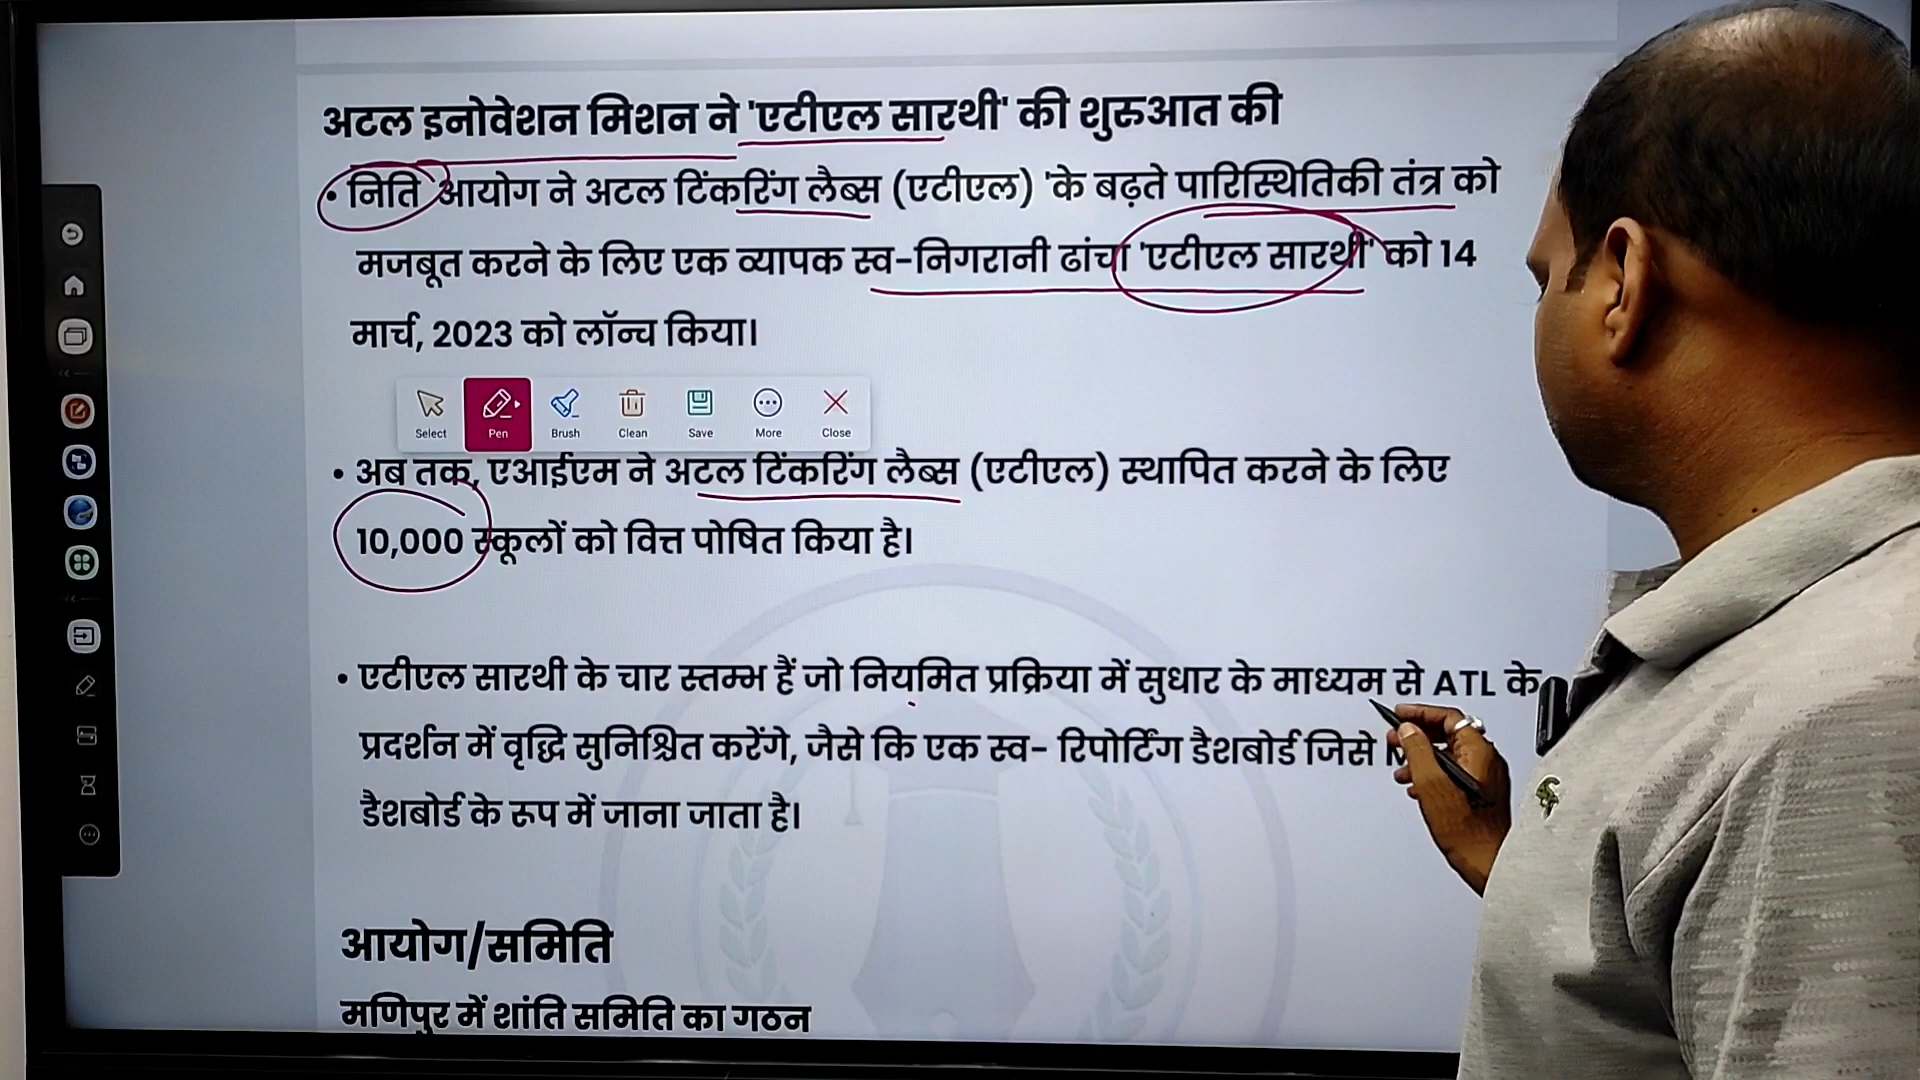 अटल इनोवेशन मिशन ने 'एटीएल सारथी' की शुरुआत की
• निति आयोग ने अटल टिंकरिंग लैब्स (एटीएल) 'के बढ़ते पारिस्थितिकी तंत्र को
मजबूत करने के लिए एक व्यापक स्व-निगरानी ढांचा 'एटीएल सारथी' को 14
मार्च, 2023 को लॉन्च किया।
Select Pen Brush Clean Save More Close
• अब तक, एआईएम ने अटल टिंकरिंग लैब्स (एटीएल) स्थापित करने के लिए
10,000 स्कूलों को वित्त पोषित किया है।
• एटीएल सारथी के चार स्तम्भ हैं जो नियमित प्रक्रिया में सुधार के माध्यम से ATL के
प्रदर्शन में वृद्धि सुनिश्चित करेंगे, जैसे कि एक स्व- रिपोर्टिंग डैशबोर्ड जिसे
डैशबोर्ड के रूप में जाना जाता है।
आयोग/समिति
मणिपुर में शांति समिति का गठन